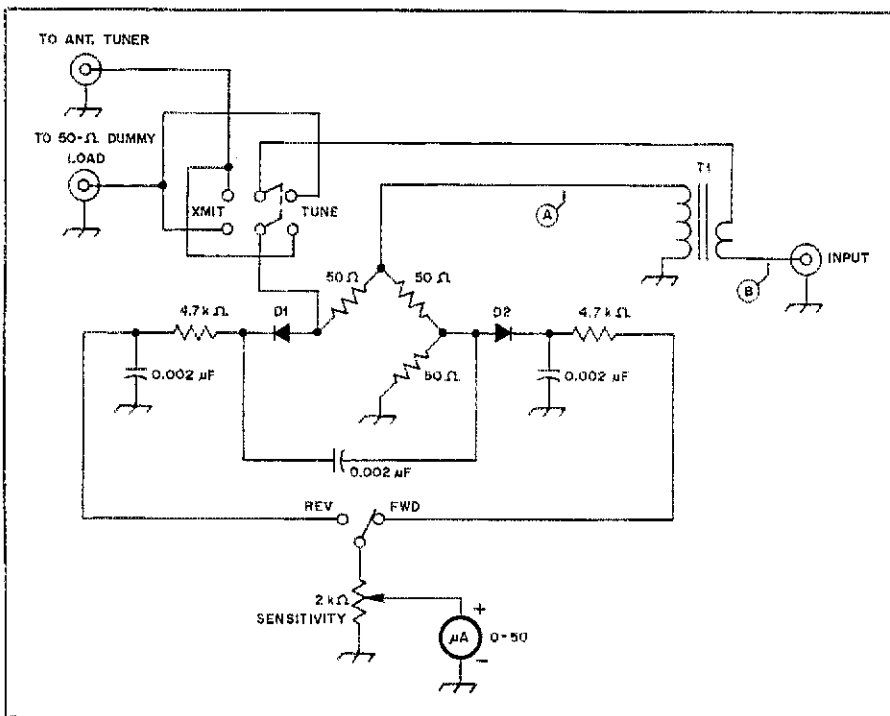 TO ANT. TUNER
TO 50-Ω DUMMY
LOAD
XMIT
TUNE
T1
A
B
INPUT
50 Ω
50 Ω
50 Ω
4.7 kΩ
D1
D2
4.7 kΩ
0.002 µF
0.002 µF
0.002 µF
REV
FWD
2 kΩ
SENSITIVITY
+
µA
0-50
–